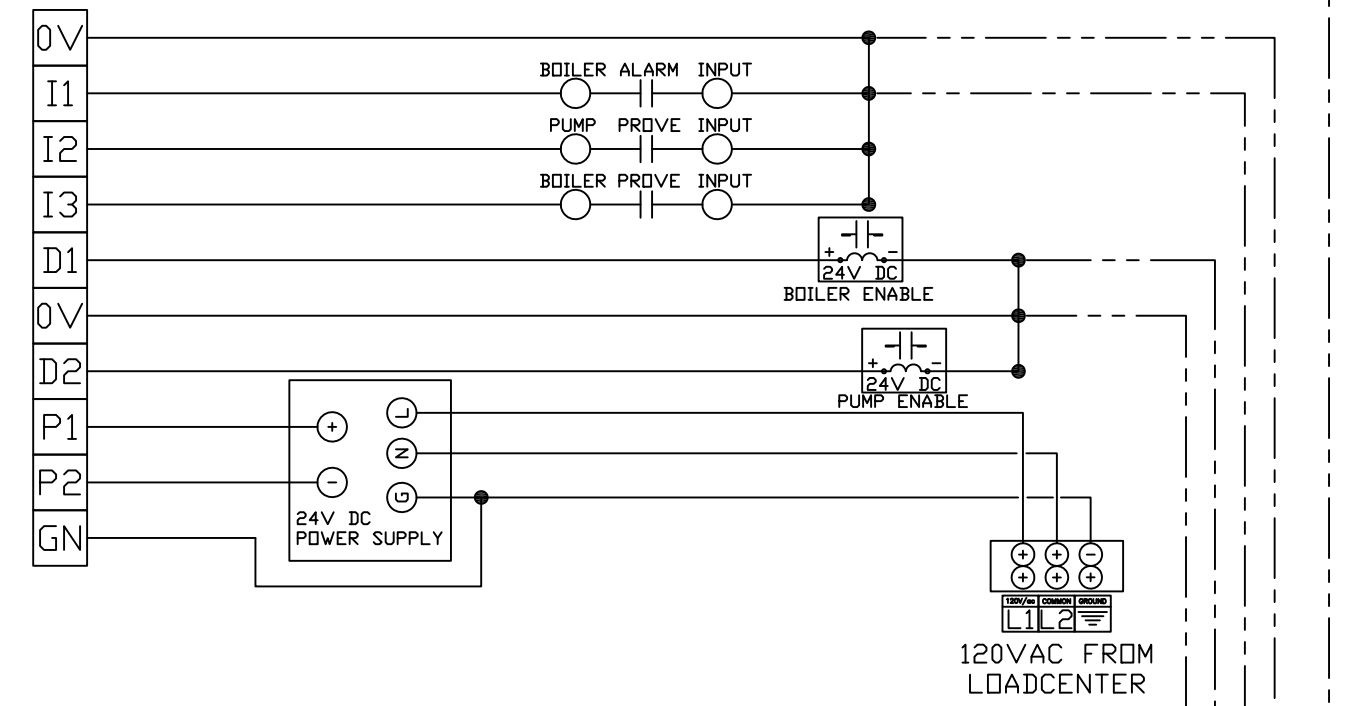 0V
I1
BOILER ALARM INPUT
I2
PUMP PROVE INPUT
I3
BOILER PROVE INPUT
D1
+ −
24V DC
BOILER ENABLE
0V
D2
+ −
24V DC
PUMP ENABLE
P1
+
L
P2
−
N
G
24V DC
POWER SUPPLY
GN
+ + −
+ + +
120V/ac COMMON GROUND
L1 L2
120VAC FROM
LOADCENTER